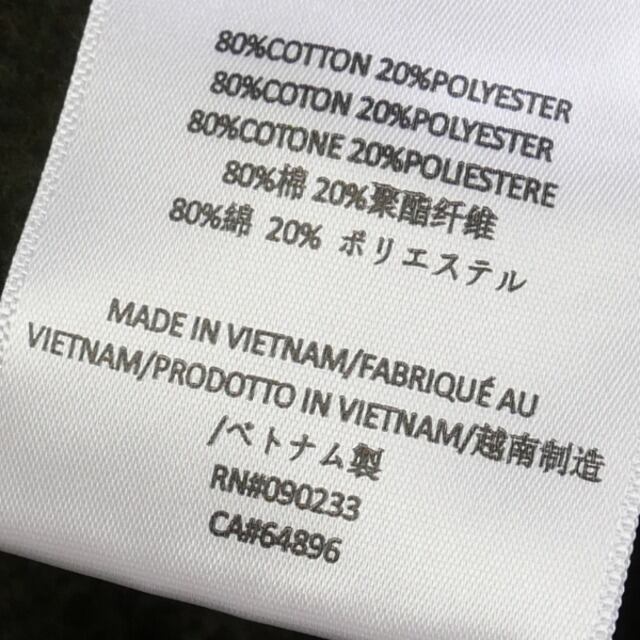 80%COTTON 20%POLYESTER
80%COTON 20%POLYESTER
80%COTONE 20%POLIESTERE
80%棉 20%聚酯纤维
80%綿 20% ポリエステル
MADE IN VIETNAM/FABRIQUÉ AU
VIETNAM/PRODOTTO IN VIETNAM/越南制造
/ベトナム製
RN#090233
CA#64896